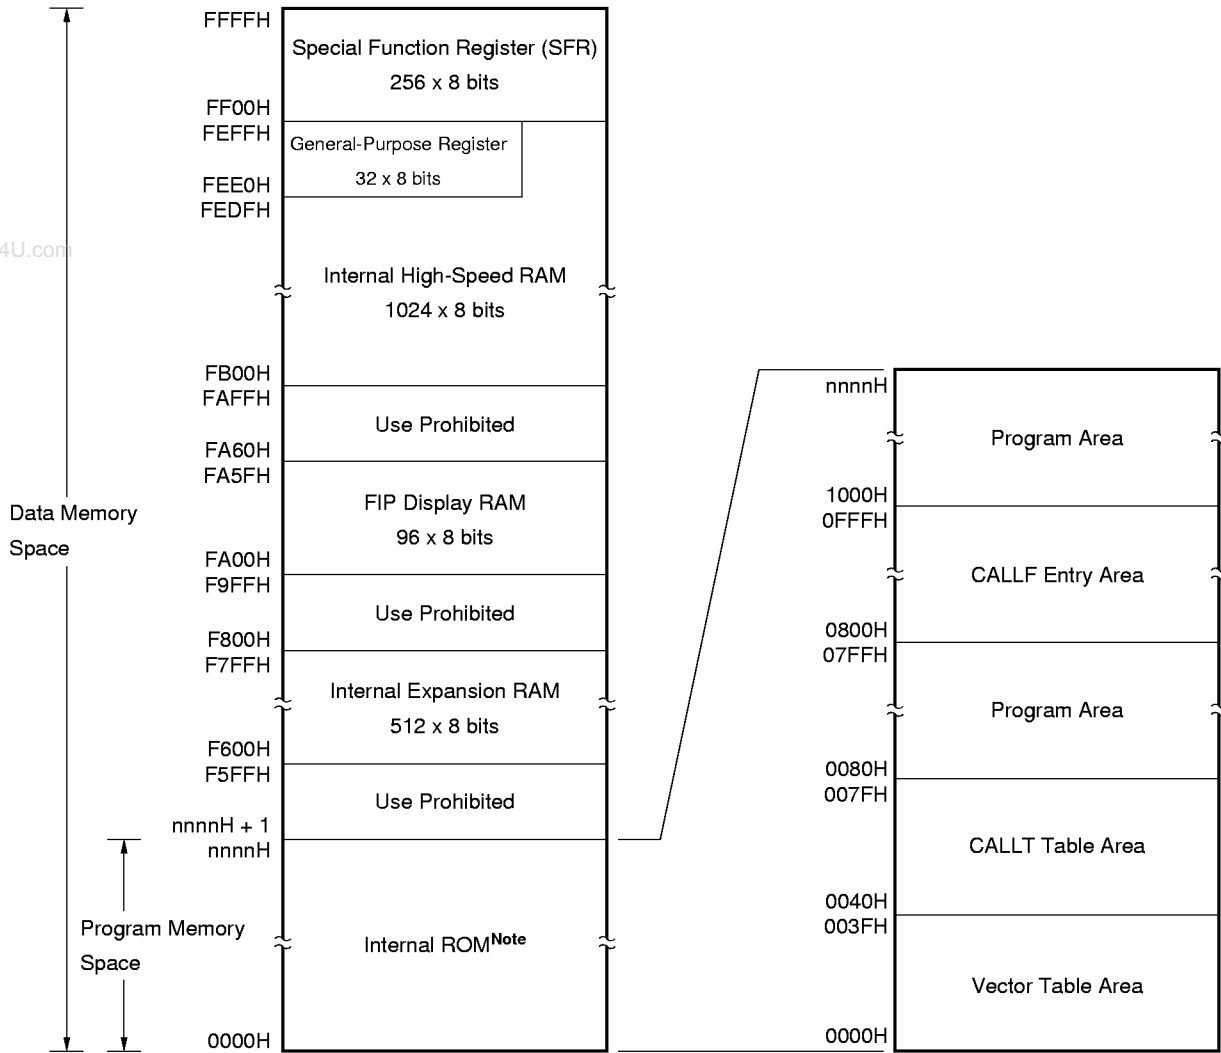 FFFFH
Special Function Register (SFR)
256 x 8 bits
FF00H
FEFFH
General-Purpose Register
32 x 8 bits
FEE0H
FEDFH
4U.com
Internal High-Speed RAM
1024 x 8 bits
FB00H
FAFFH
Use Prohibited
FA60H
FA5FH
FIP Display RAM
96 x 8 bits
Data Memory
Space
FA00H
F9FFH
Use Prohibited
F800H
F7FFH
Internal Expansion RAM
512 x 8 bits
F600H
F5FFH
Use Prohibited
nnnnH + 1
nnnnH
Program Memory
Space
Internal ROMNote
0000H
nnnnH
Program Area
1000H
0FFFH
CALLF Entry Area
0800H
07FFH
Program Area
0080H
007FH
CALLT Table Area
0040H
003FH
Vector Table Area
0000H